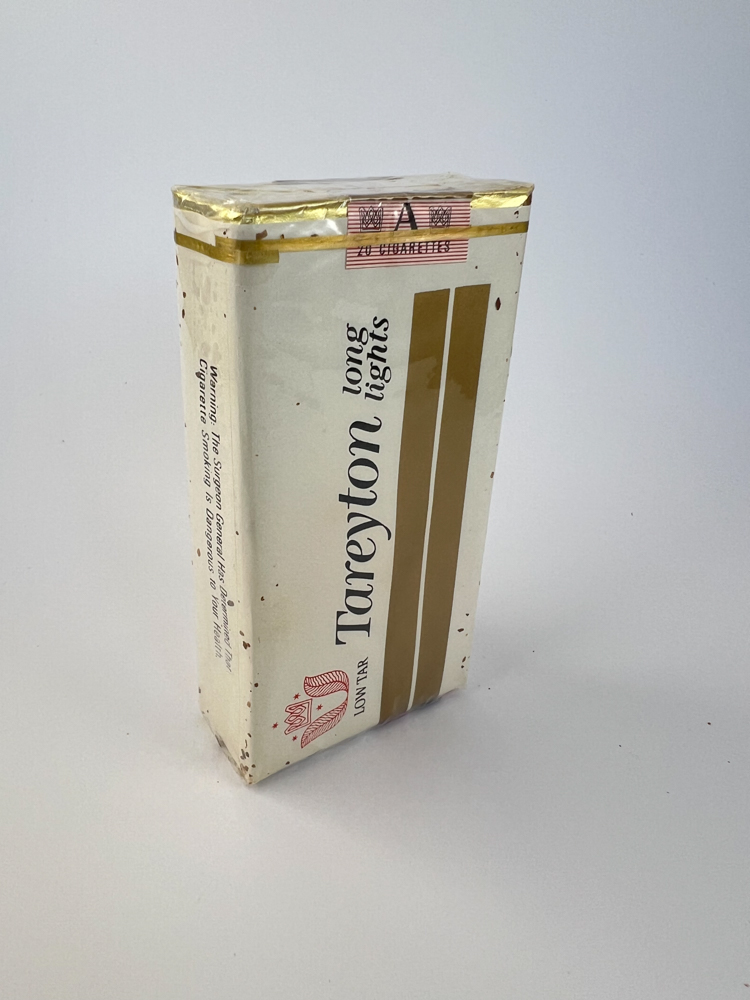 A
20 CIGARETTES
Tareyton
long
lights
LOW TAR
Warning: The Surgeon General Has Determined That
Cigarette Smoking Is Dangerous to Your Health.